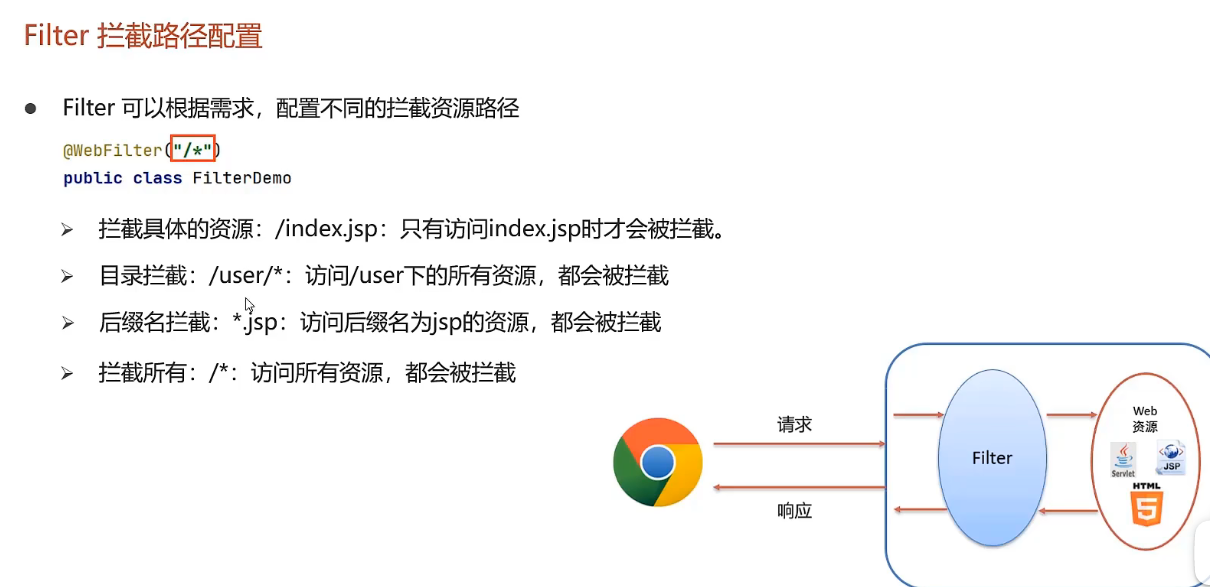 Filter 拦截路径配置
Filter 可以根据需求，配置不同的拦截资源路径
@WebFilter("/*")
public class FilterDemo
拦截具体的资源：/index.jsp：只有访问index.jsp时才会被拦截。
目录拦截：/user/*：访问/user下的所有资源，都会被拦截
后缀名拦截：*.jsp：访问后缀名为jsp的资源，都会被拦截
拦截所有：/*：访问所有资源，都会被拦截
请求
响应
Filter
Web
资源
Servlet
JSP
HTML
5